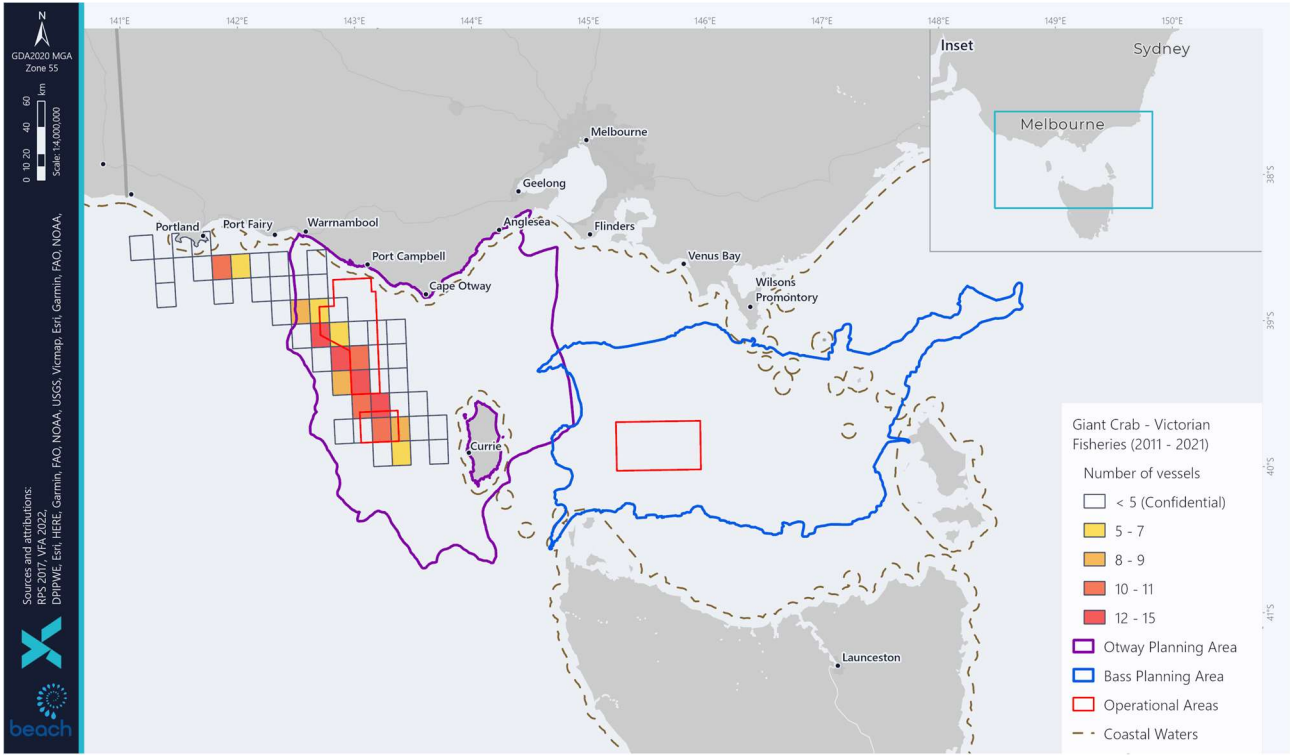 141°E
142°E
143°E
144°E
145°E
146°E
147°E
148°E
149°E
150°E
N
GDA2020 MGA
Zone 55
0 10 20 40 60
km
Scale: 1:4,000,000
Sources and attributions:
RPS 2017, VFA 2022,
DPIPWE, Esri, HERE, Garmin, FAO, NOAA, USGS, Vicmap, Esri, Garmin, FAO, NOAA,
beach
Inset
Sydney
Melbourne
38°S
39°S
40°S
41°S
Melbourne
Geelong
Portland
Port Fairy
Warrnambool
Anglesea
Flinders
Port Campbell
Venus Bay
Cape Otway
Wilsons
Promontory
Currie
Launceston
Giant Crab - Victorian
Fisheries (2011 - 2021)
Number of vessels
< 5 (Confidential)
5 - 7
8 - 9
10 - 11
12 - 15
Otway Planning Area
Bass Planning Area
Operational Areas
Coastal Waters